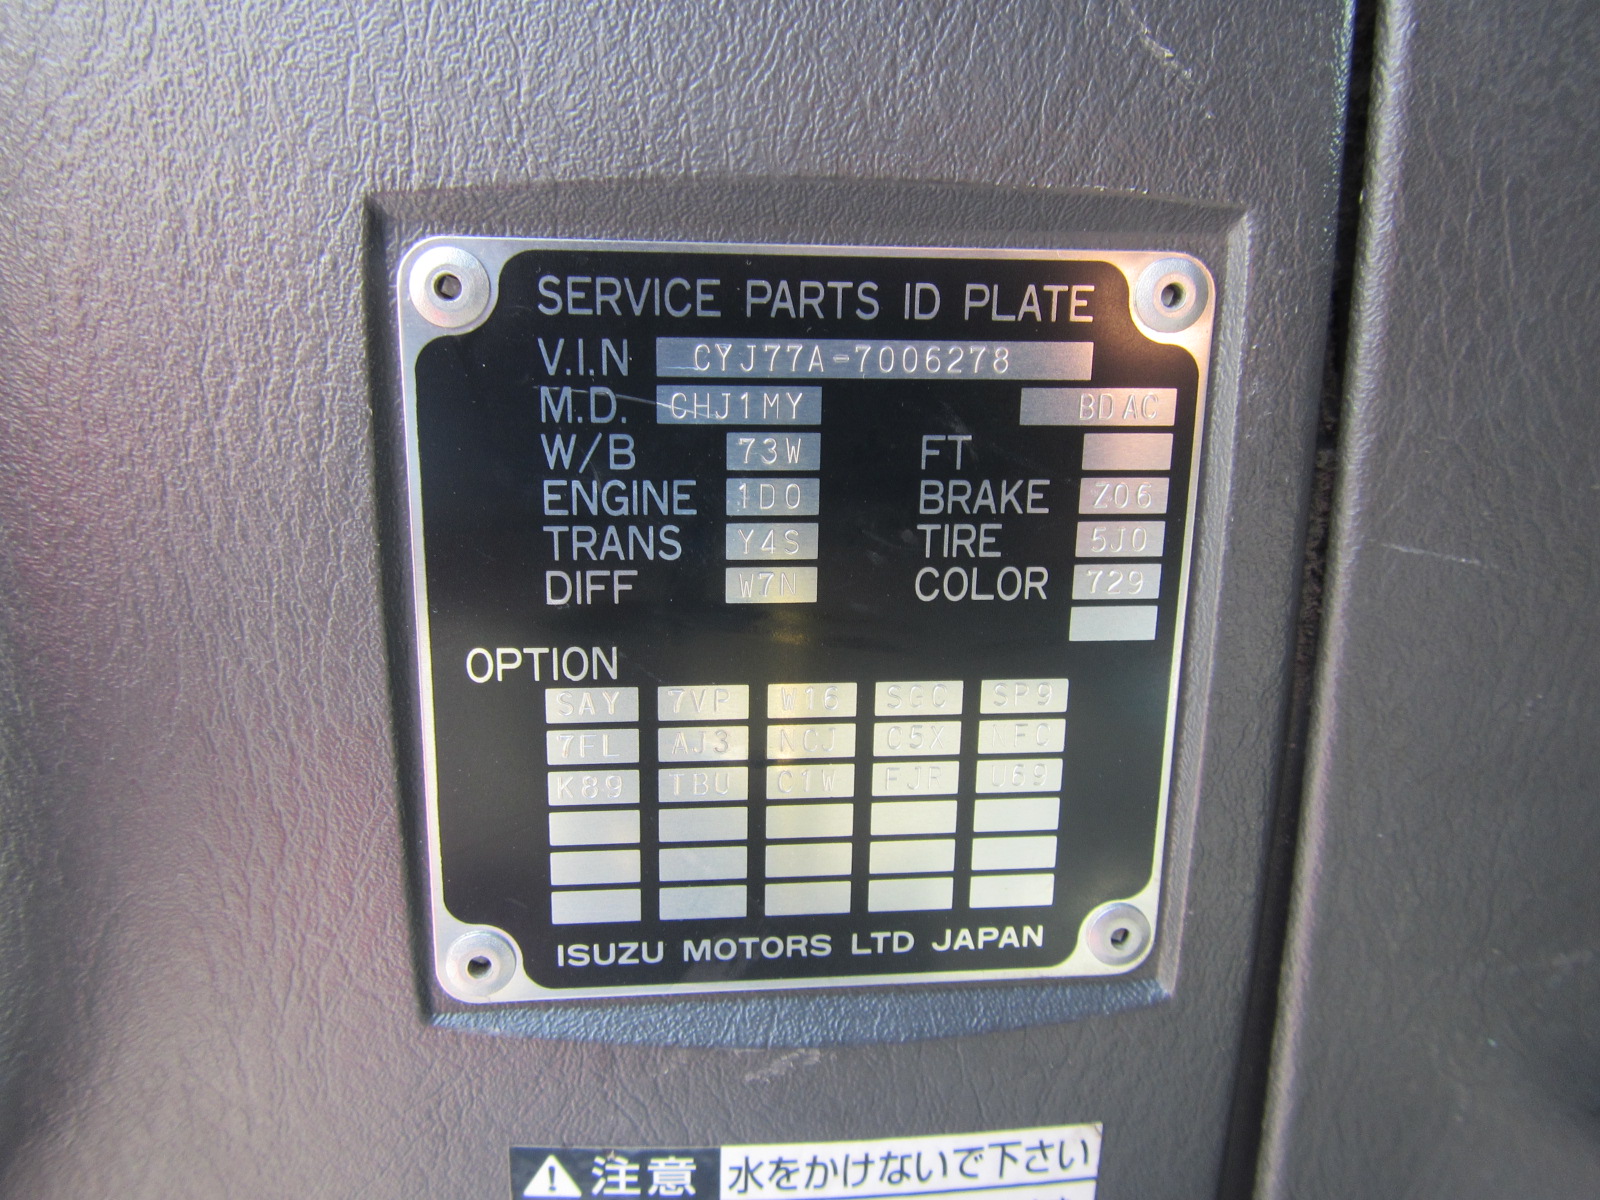 SERVICE PARTS ID PLATE
V.I.N CYJ77A-7006278
M.D. CHJ1MY BDAC
W/B 73W FT
ENGINE 1D0 BRAKE Z06
TRANS Y4S TIRE 5J0
DIFF W7N COLOR 729
OPTION
SAY 7VP W16 SGC SP9
7FL AJ3 NCJ C5X NFC
K89 TBU C1W FJP U69
ISUZU MOTORS LTD JAPAN
注意 水をかけないで下さい